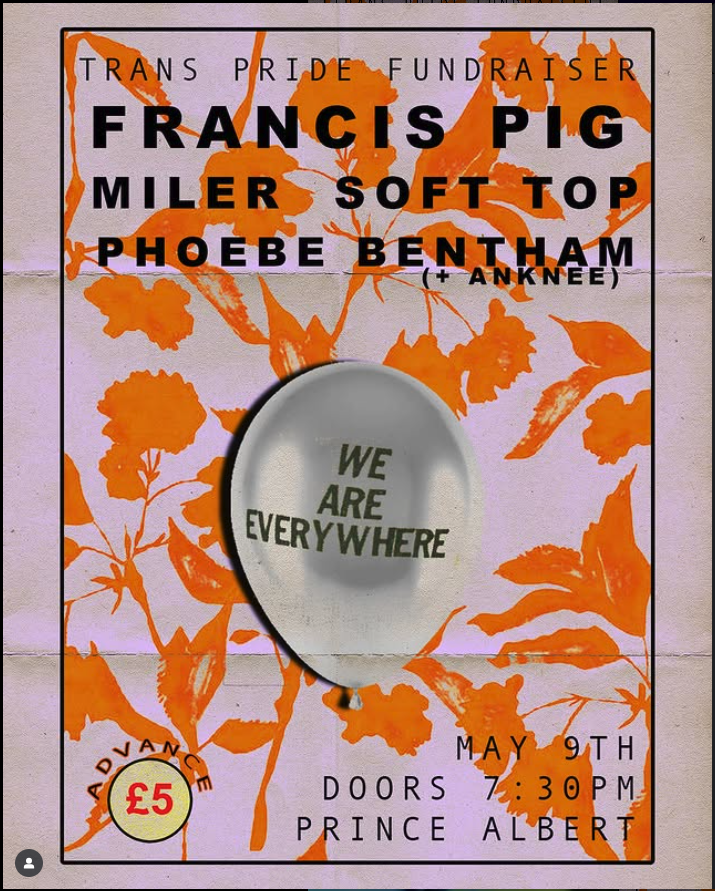 TRANS PRIDE FUNDRAISER
FRANCIS PIG
MILER SOFT TOP
PHOEBE BENTHAM
(+ ANKNEE)
WE
ARE
EVERYWHERE
ADVANCE
£5
MAY 9TH
DOORS 7:30PM
PRINCE ALBERT